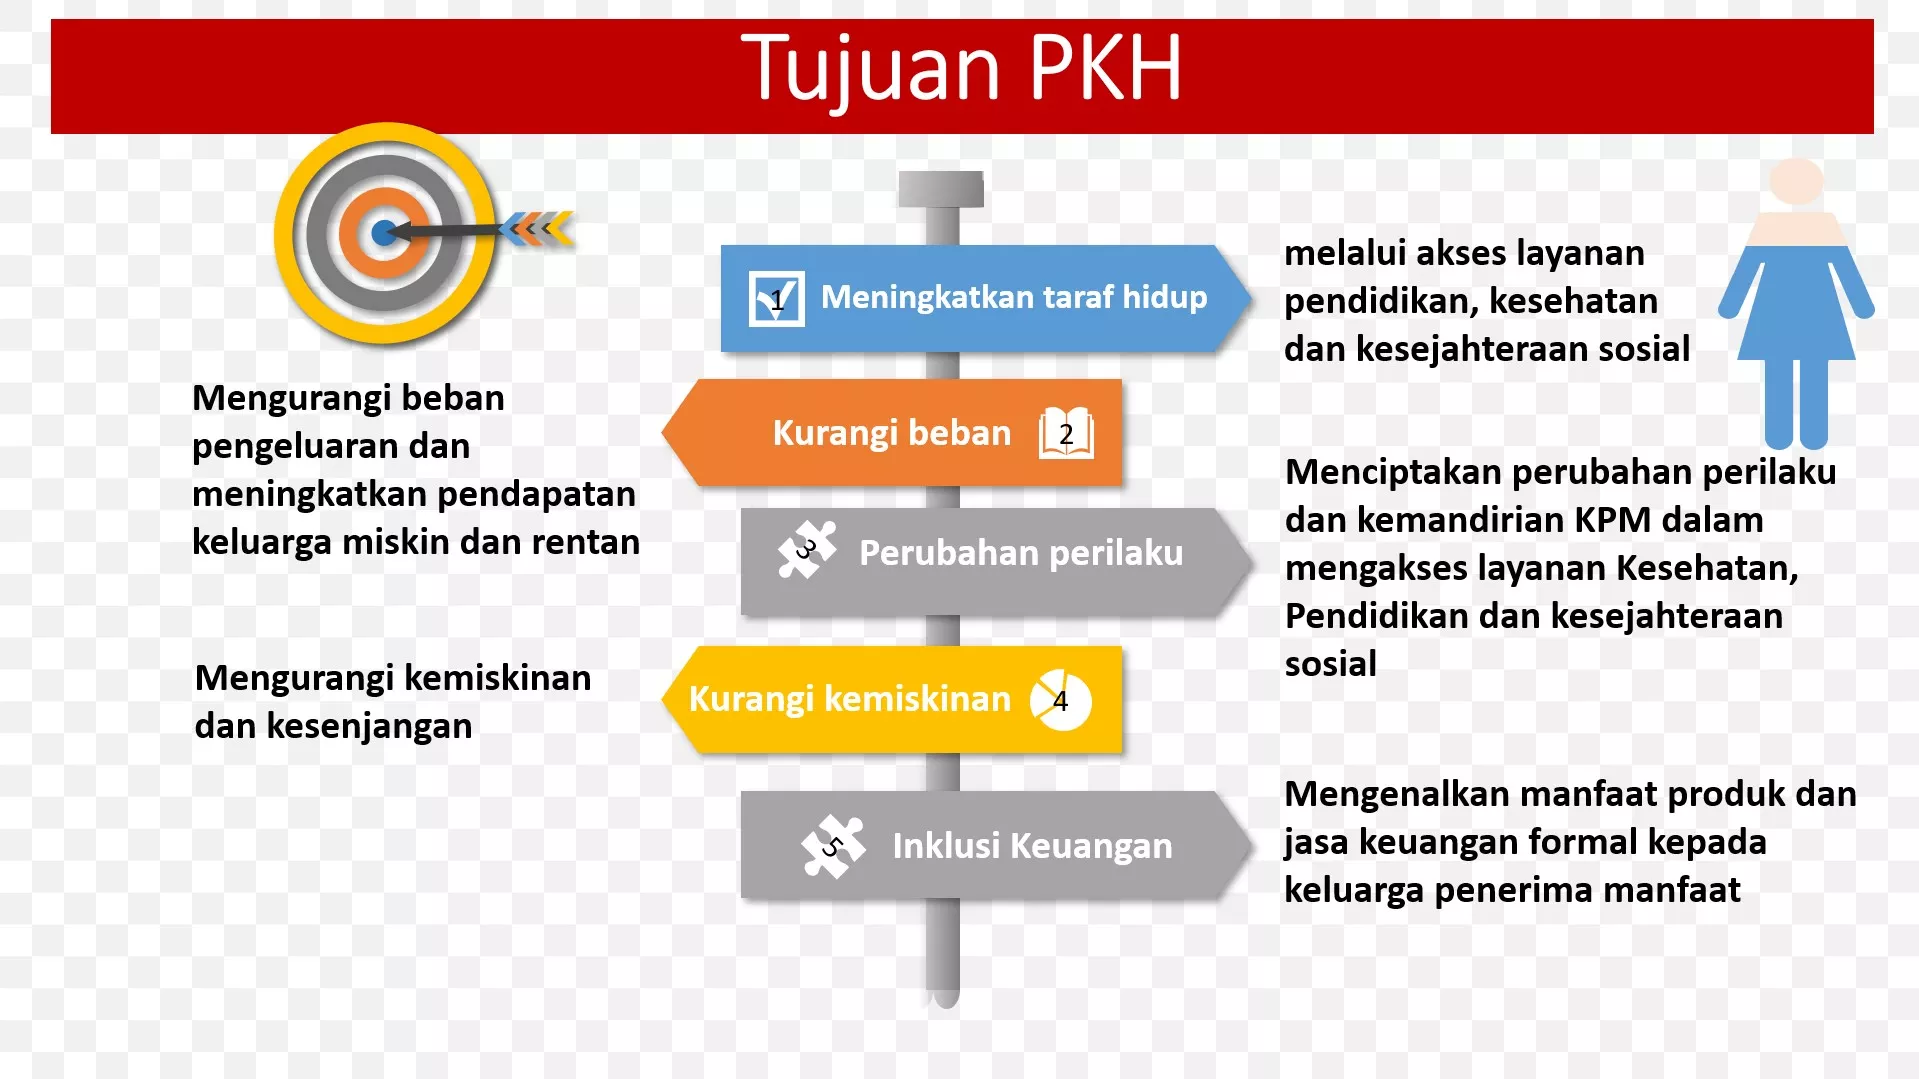 Tujuan PKH
1 Meningkatkan taraf hidup
melalui akses layanan
pendidikan, kesehatan
dan kesejahteraan sosial
Kurangi beban 2
Mengurangi beban
pengeluaran dan
meningkatkan pendapatan
keluarga miskin dan rentan
3 Perubahan perilaku
Menciptakan perubahan perilaku
dan kemandirian KPM dalam
mengakses layanan Kesehatan,
Pendidikan dan kesejahteraan
sosial
Kurangi kemiskinan 4
Mengurangi kemiskinan
dan kesenjangan
5 Inklusi Keuangan
Mengenalkan manfaat produk dan
jasa keuangan formal kepada
keluarga penerima manfaat